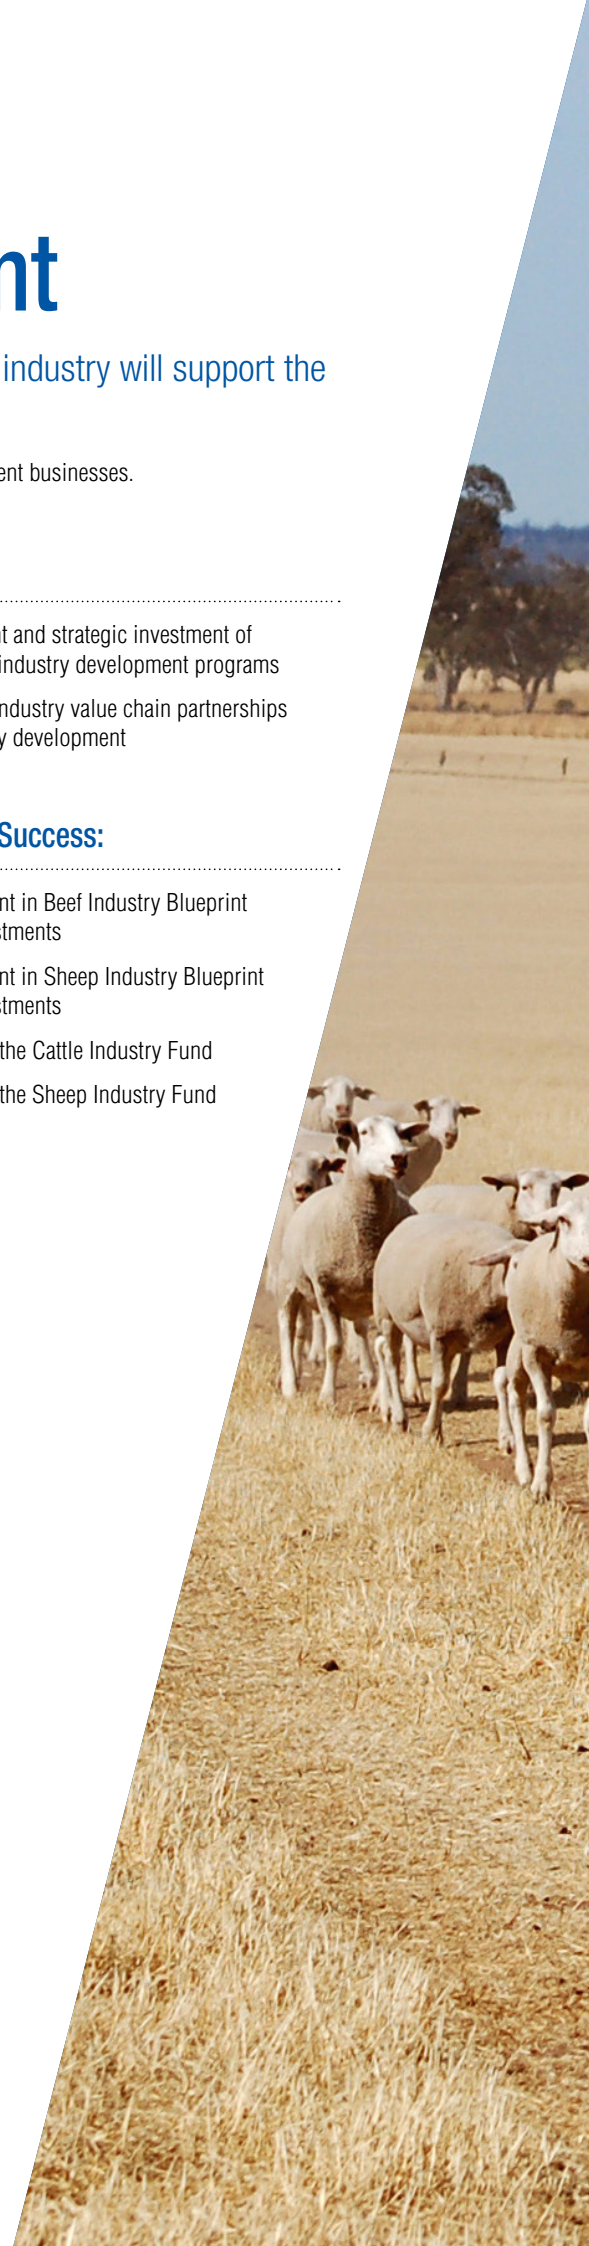 nt
industry will support the
ent businesses.
t and strategic investment of
industry development programs
ndustry value chain partnerships
y development
Success:
nt in Beef Industry Blueprint
stments
nt in Sheep Industry Blueprint
stments
the Cattle Industry Fund
the Sheep Industry Fund